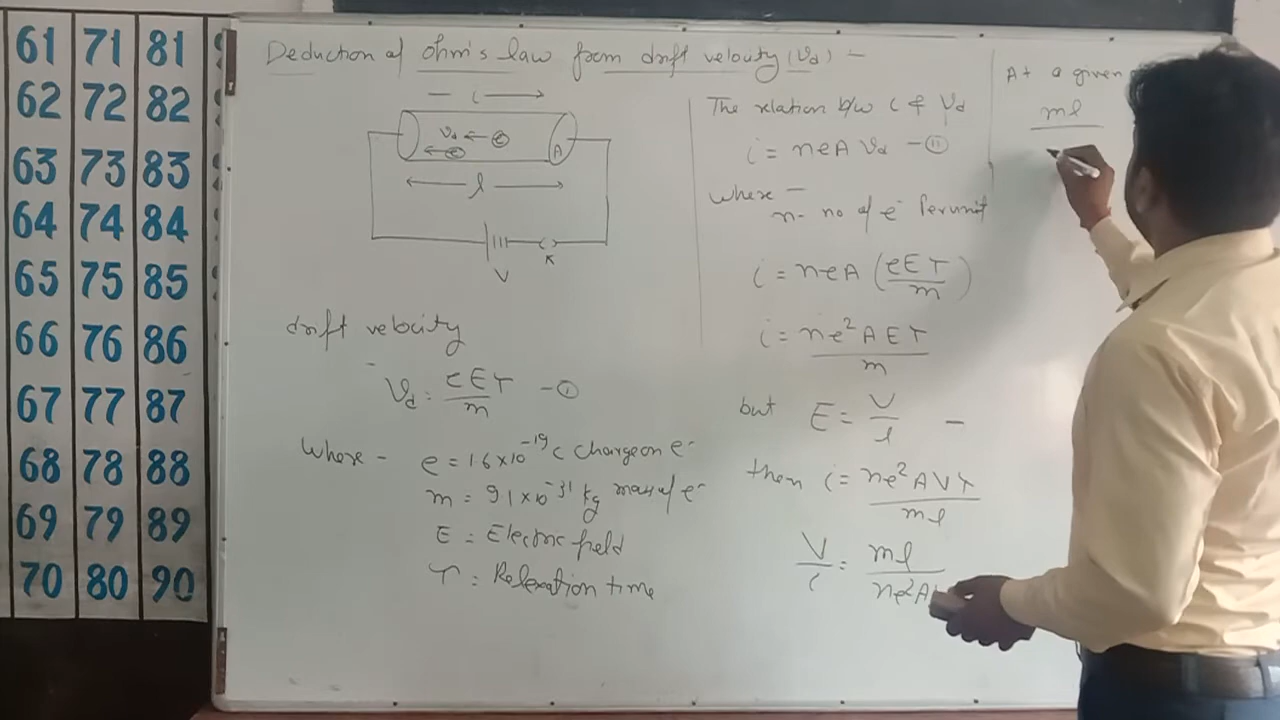 61 71 81
62 72 82
63 73 83
64 74 84
65 75 85
66 76 86
67 77 87
68 78 88
69 79 89
70 80 90
Deduction of ohm's law from drift velocity (Vd) -
- i →
Vd ← e
← e
A
← l →
V
K
drift velocity
Vd = eEτ/m - ①
Where - e = 1.6 × 10^-19 C charge on e-
m = 9 1 × 10^-31 kg mass of e-
E = Electric field
τ = Relexation time
The relation b/w i & Vd
i = neA Vd - ⑪
where -
n - no of e- Per unit
i = neA (eEτ/m)
i = ne²AEτ/m
but E = V/l -
then i = ne²AVτ/ml
V/i = ml/ne²A
At a given
ml